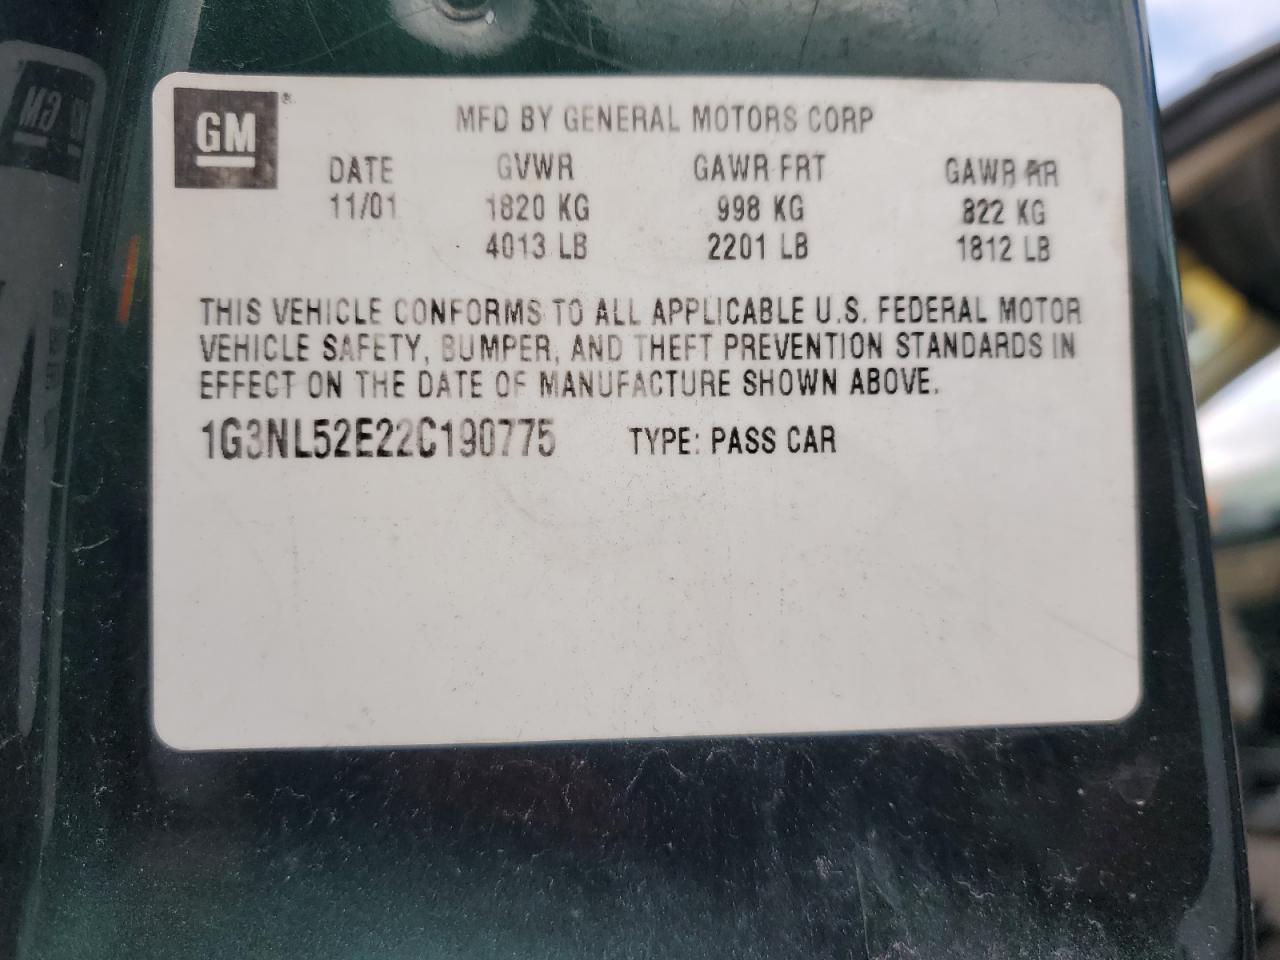 GM®
MFD BY GENERAL MOTORS CORP
DATE GVWR GAWR FRT GAWR RR
11/01 1820 KG 998 KG 822 KG
4013 LB 2201 LB 1812 LB
THIS VEHICLE CONFORMS TO ALL APPLICABLE U.S. FEDERAL MOTOR
VEHICLE SAFETY, BUMPER, AND THEFT PREVENTION STANDARDS IN
EFFECT ON THE DATE OF MANUFACTURE SHOWN ABOVE.
1G3NL52E22C190775 TYPE: PASS CAR